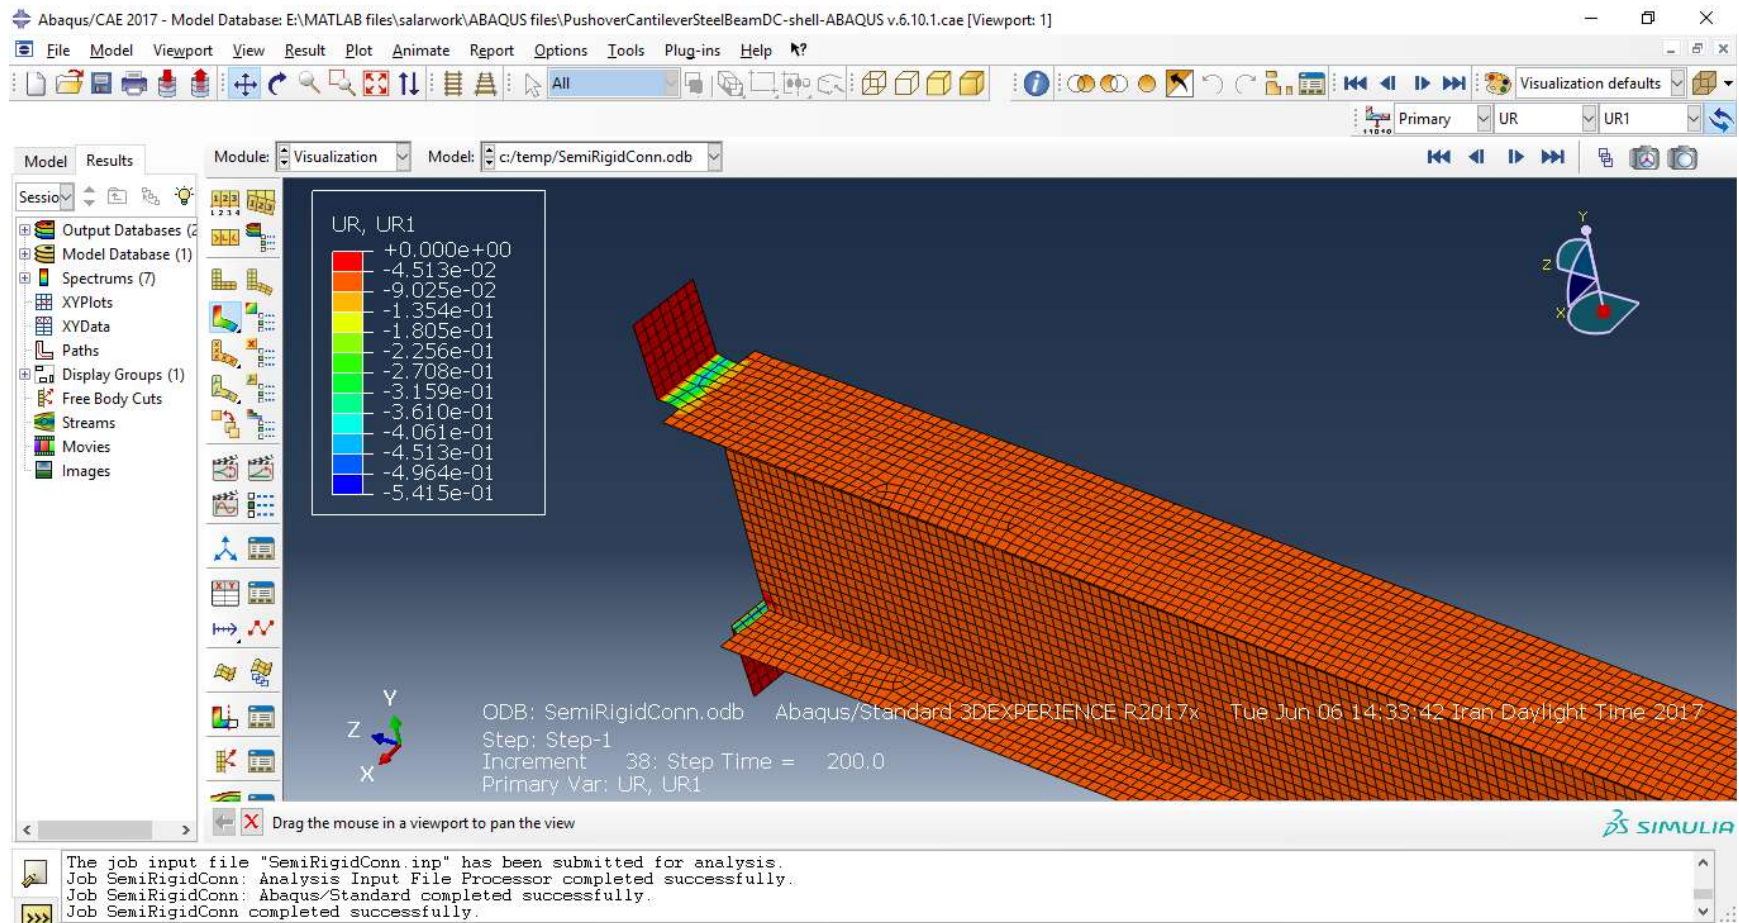 Abaqus/CAE 2017 - Model Database: E:\MATLAB files\salarwork\ABAQUS files\PushoverCantileverSteelBeamDC-shell-ABAQUS v.6.10.1.cae [Viewport: 1]
File Model Viewport View Result Plot Animate Report Options Tools Plug-ins Help
All
Visualization defaults
Primary UR UR1
Model Results
Module: Visualization Model: c:/temp/SemiRigidConn.odb
Sessio
Output Databases (2
Model Database (1)
Spectrums (7)
XYPlots
XYData
Paths
Display Groups (1)
Free Body Cuts
Streams
Movies
Images
UR, UR1
+0.000e+00
-4.513e-02
-9.025e-02
-1.354e-01
-1.805e-01
-2.256e-01
-2.708e-01
-3.159e-01
-3.610e-01
-4.061e-01
-4.513e-01
-4.964e-01
-5.415e-01
Y
Z
X
Y
Z
X
ODB: SemiRigidConn.odb Abaqus/Standard 3DEXPERIENCE R2017x Tue Jun 06 14:33:42 Iran Daylight Time 2017
Step: Step-1
Increment 38: Step Time = 200.0
Primary Var: UR, UR1
Drag the mouse in a viewport to pan the view
SIMULIA
The job input file "SemiRigidConn.inp" has been submitted for analysis.
Job SemiRigidConn: Analysis Input File Processor completed successfully.
Job SemiRigidConn: Abaqus/Standard completed successfully.
Job SemiRigidConn completed successfully.